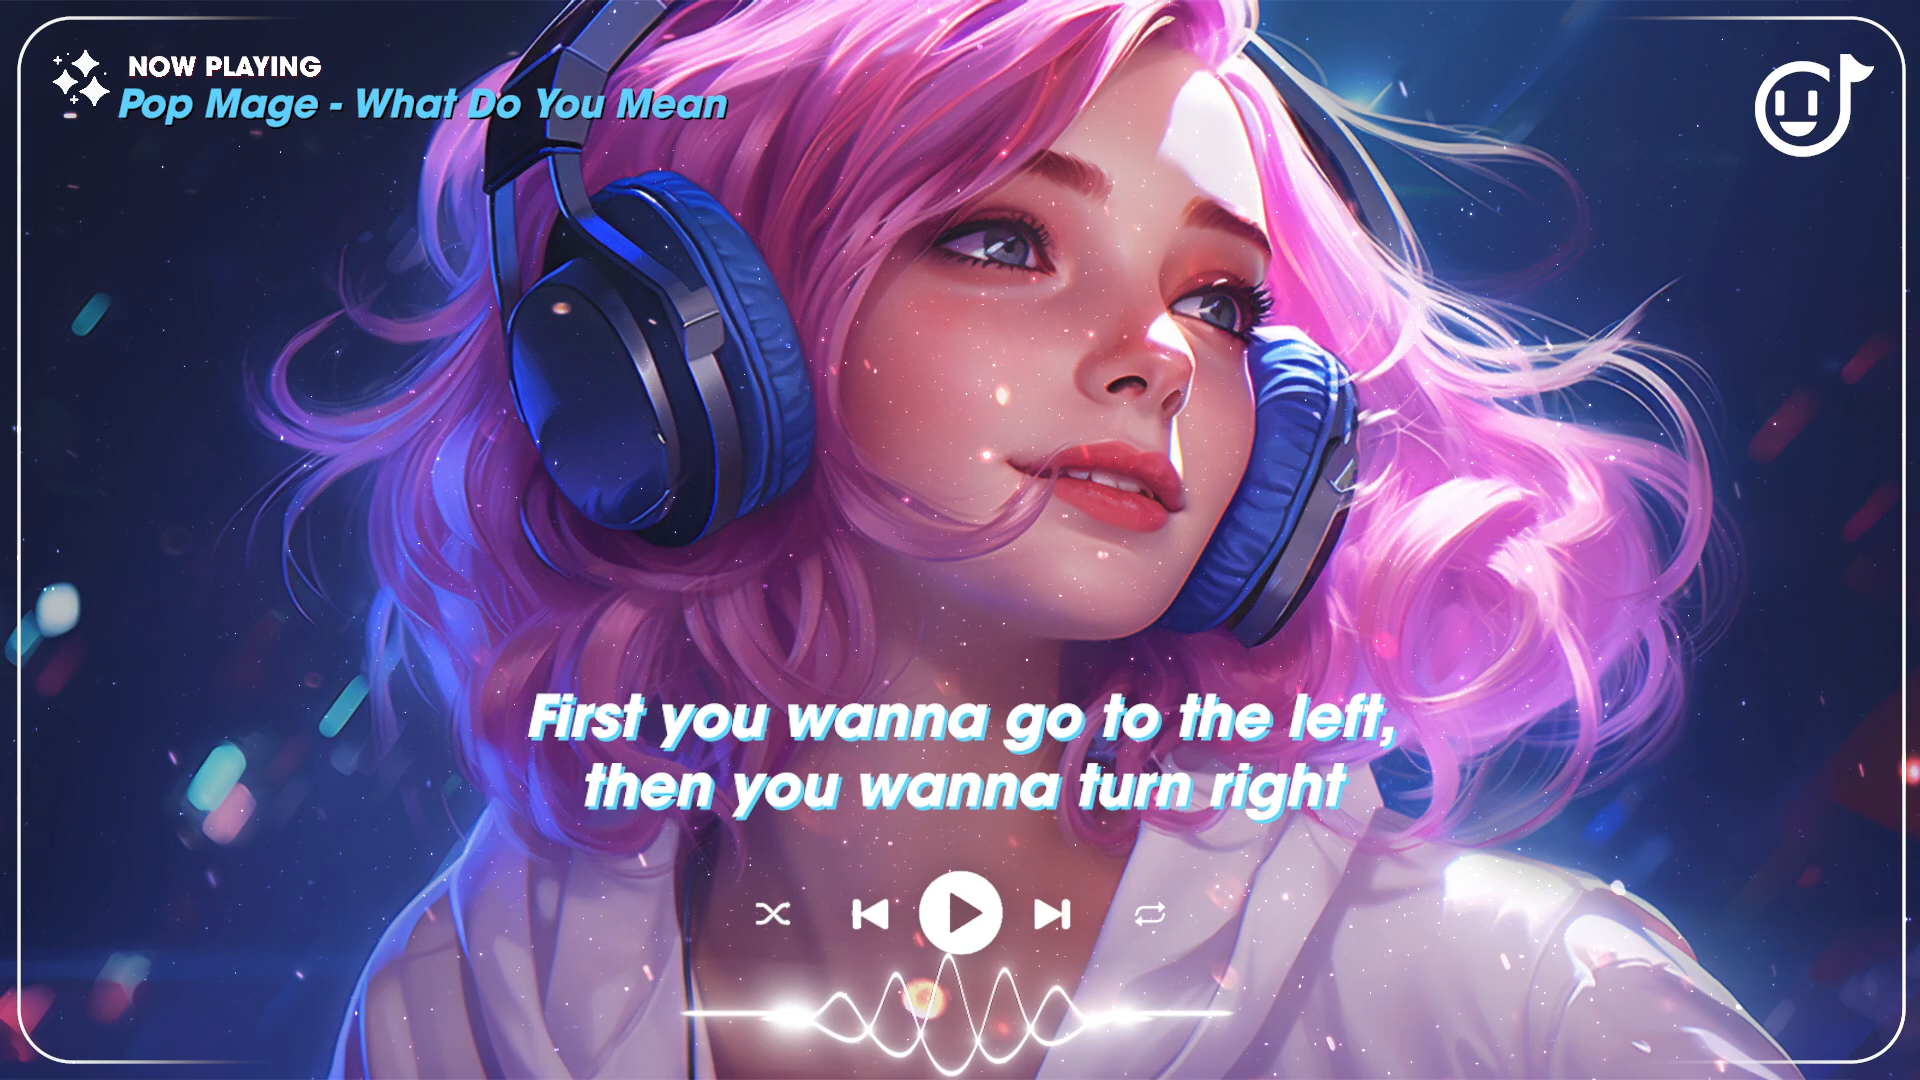 NOW PLAYING
Pop Mage - What Do You Mean
First you wanna go to the left,
then you wanna turn right